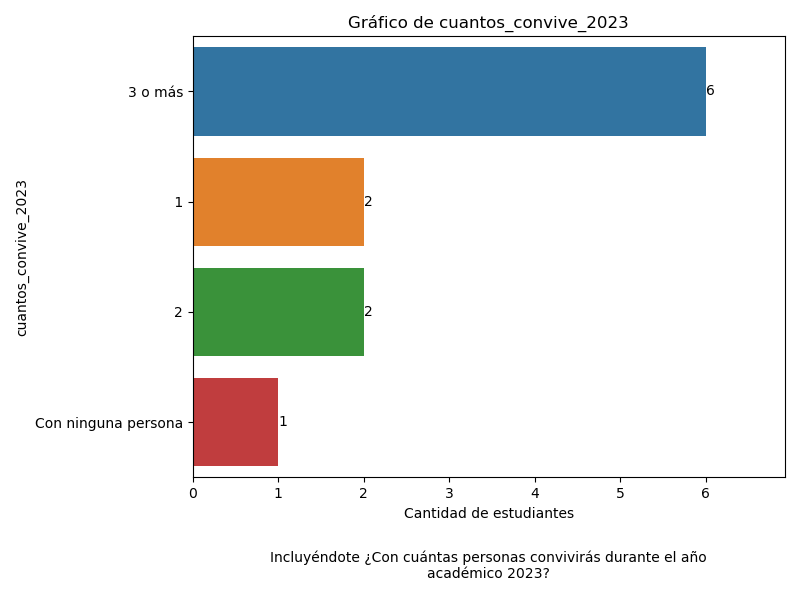 Gráfico de cuantos_convive_2023
cuantos_convive_2023
3 o más
6
1
2
2
2
Con ninguna persona
1
0 1 2 3 4 5 6
Cantidad de estudiantes
Incluyéndote ¿Con cuántas personas convivirás durante el año
académico 2023?